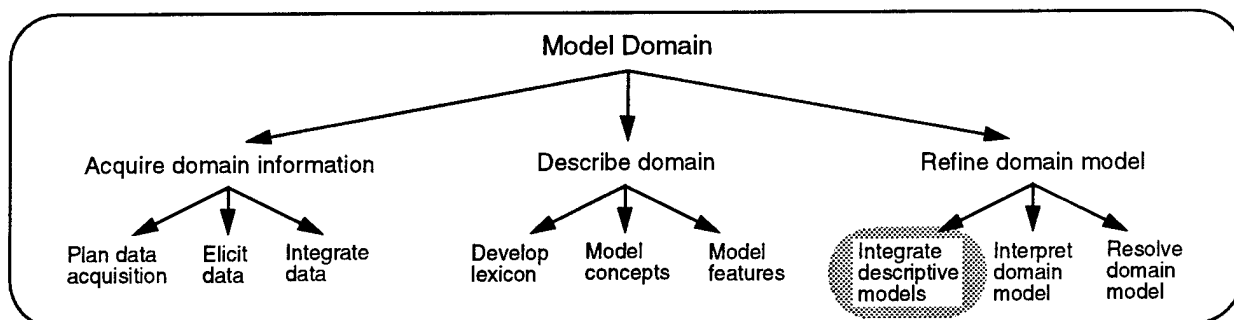 Model Domain
Acquire domain information
Describe domain
Refine domain model
Plan data
acquisition
Elicit
data
Integrate
data
Develop
lexicon
Model
concepts
Model
features
Integrate
descriptive
models
Interpret
domain
model
Resolve
domain
model